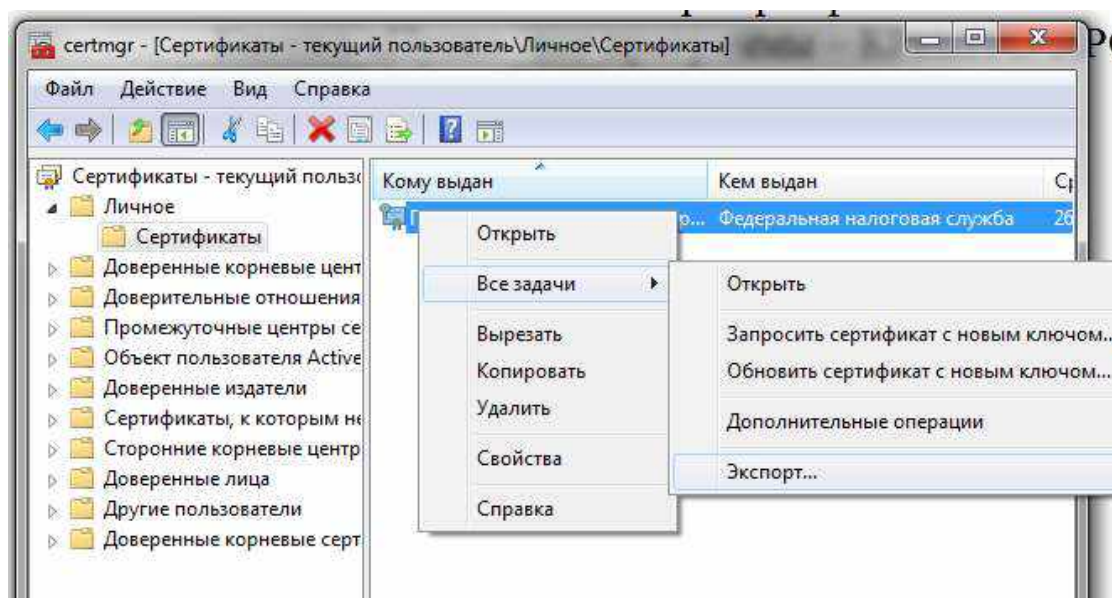 certmgr - [Сертификаты - текущий пользователь\Личное\Сертификаты]
Файл Действие Вид Справка
Сертификаты - текущий польз
Личное
Сертификаты
Доверенные корневые цент
Доверительные отношения
Промежуточные центры се
Объект пользователя Active
Доверенные издатели
Сертификаты, к которым не
Сторонние корневые центр
Доверенные лица
Другие пользователи
Доверенные корневые серт
Кому выдан Кем выдан Ср
Федеральная налоговая служба 26
Открыть
Все задачи
Вырезать
Копировать
Удалить
Свойства
Справка
Открыть
Запросить сертификат с новым ключом...
Обновить сертификат с новым ключом...
Дополнительные операции
Экспорт...